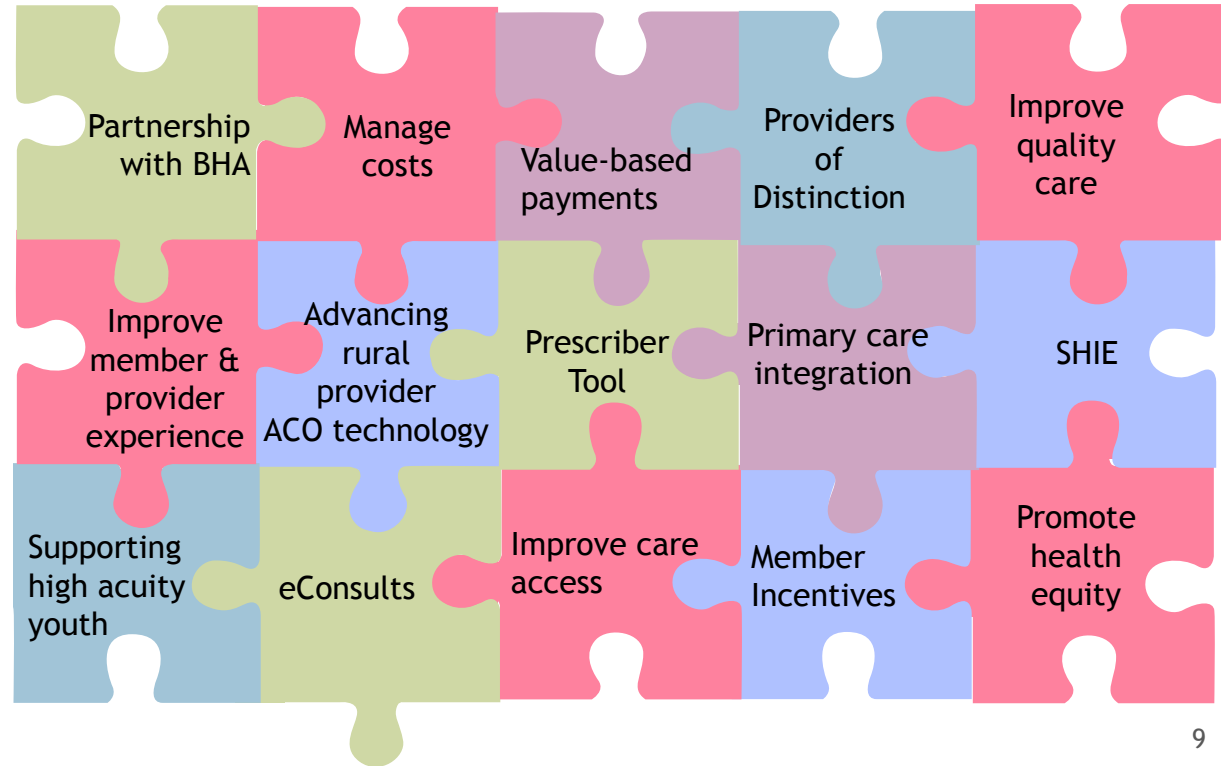 Partnership
with BHA
Manage
costs
Value-based
payments
Providers
of
Distinction
Improve
quality
care
Improve
member &
provider
experience
Advancing
rural
provider
ACO technology
Prescriber
Tool
Primary care
integration
SHIE
Supporting
high acuity
youth
eConsults
Improve care
access
Member
Incentives
Promote
health
equity
9